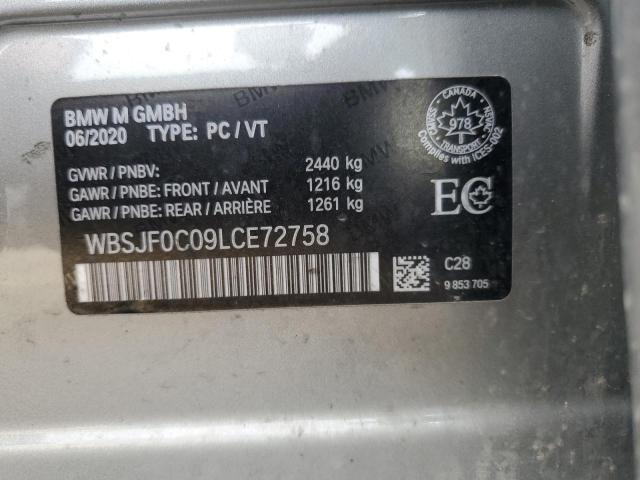 BMW M GMBH
06/2020 TYPE: PC / VT
GVWR / PNBV: 2440 kg
GAWR / PNBE: FRONT / AVANT 1216 kg
GAWR / PNBE: REAR / ARRIÈRE 1261 kg
WBSJF0C09LCE72758
CANADA
978
TRANSPORT
Complies with ICES-002
EC
C28
9 853 705